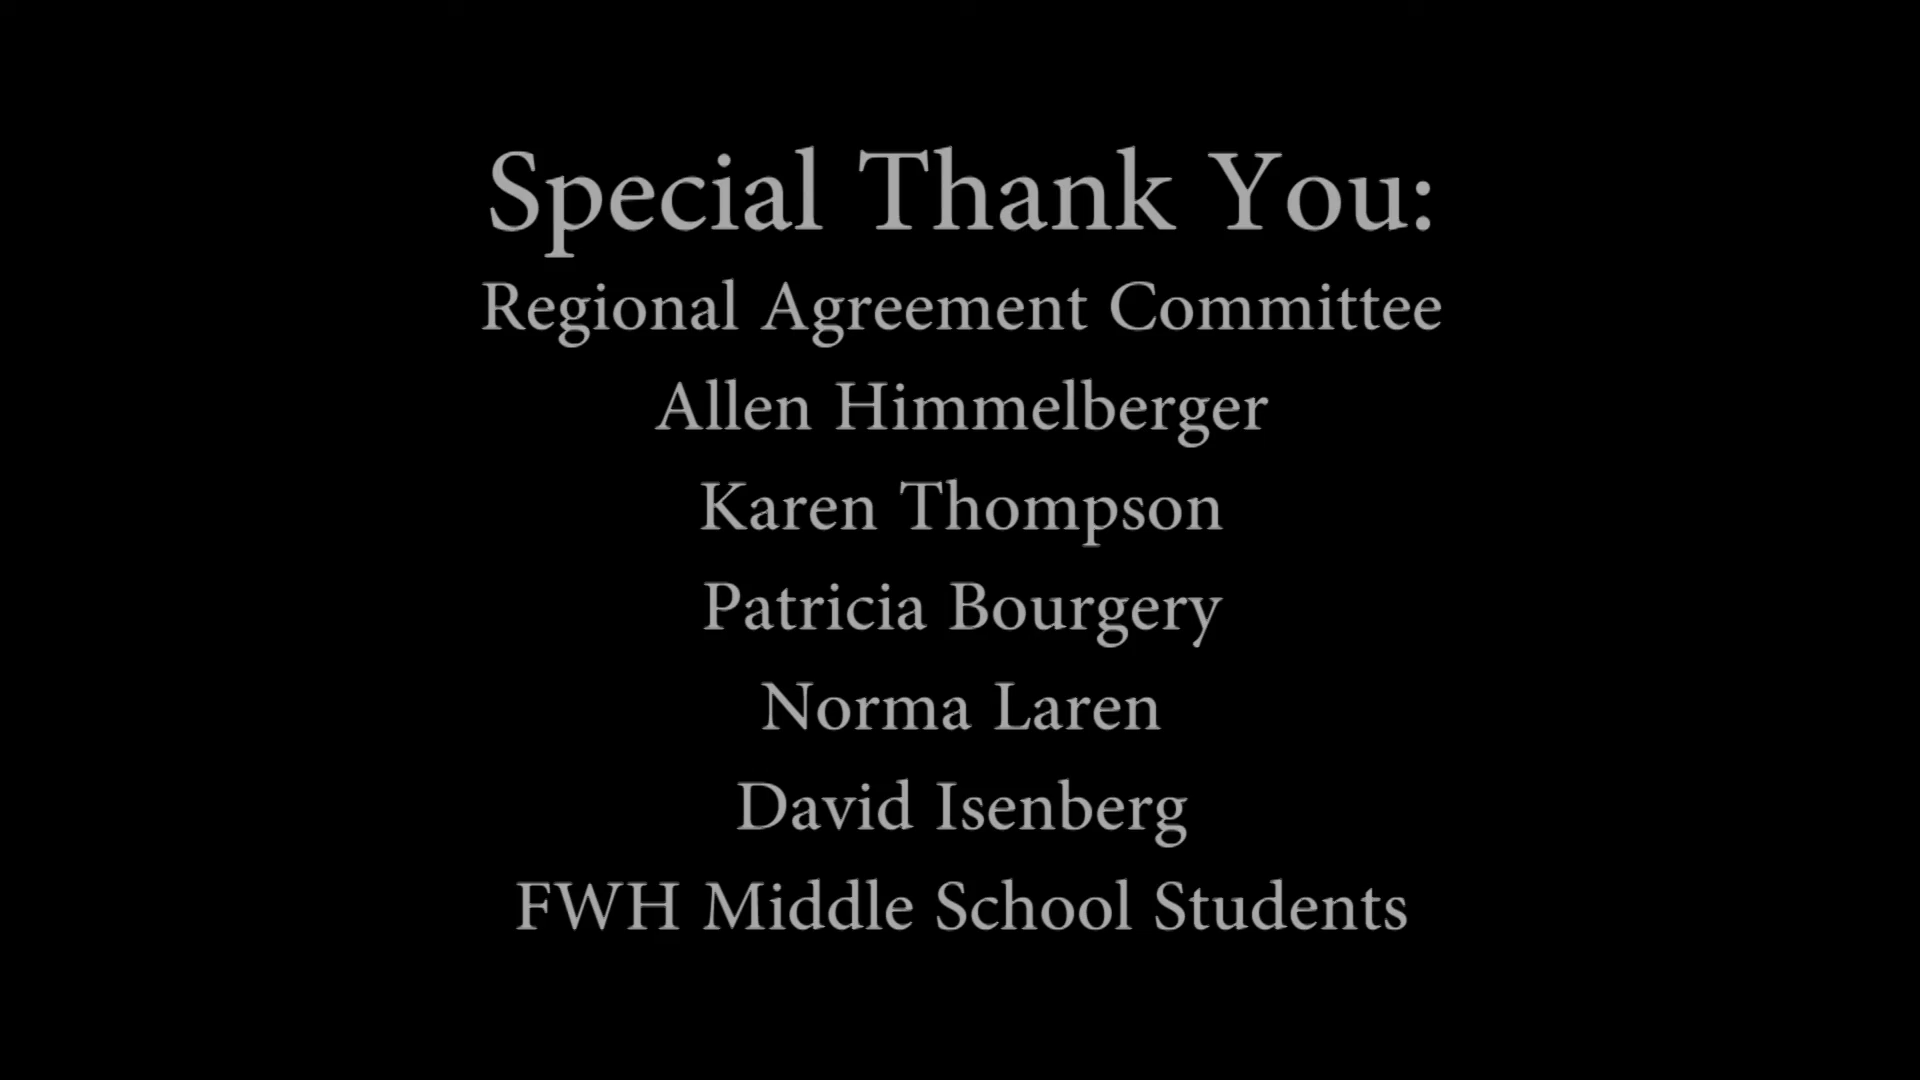 Special Thank You:
Regional Agreement Committee
Allen Himmelberger
Karen Thompson
Patricia Bourgery
Norma Laren
David Isenberg
FWH Middle School Students